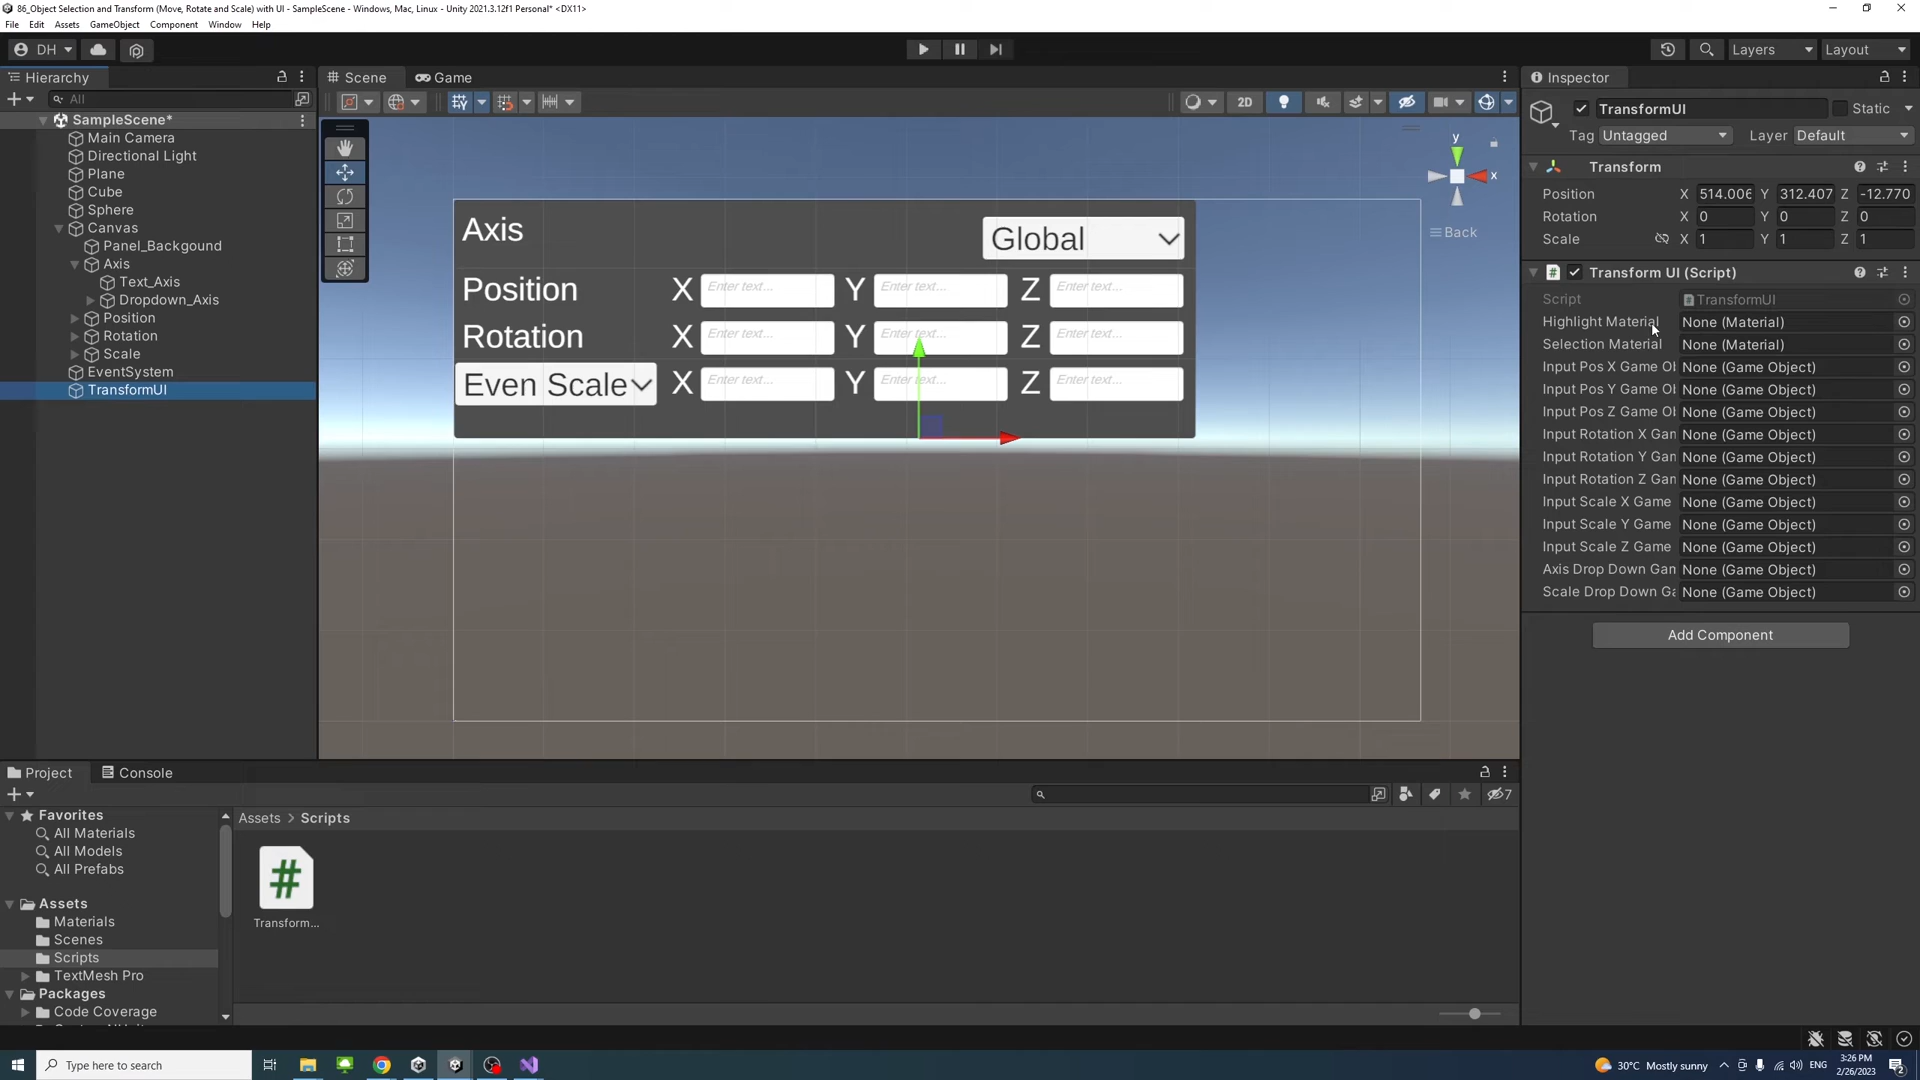 86_Object Selection and Transform (Move, Rotate and Scale) with UI - SampleScene - Windows, Mac, Linux - Unity 2021.3.12f1 Personal* <DX11>
File Edit Assets GameObject Component Window Help
DH Layers Layout
Hierarchy
All
SampleScene*
Main Camera
Directional Light
Plane
Cube
Sphere
Canvas
Panel_Backgound
Axis
Text_Axis
Dropdown_Axis
Position
Rotation
Scale
EventSystem
TransformUI
Scene Game
2D
y
x
Back
Axis Global
Position X Enter text... Y Enter text... Z Enter text...
Rotation X Enter text... Y Enter text... Z Enter text...
Even Scale X Enter text... Y Enter text... Z Enter text...
Inspector
TransformUI Static
Tag Untagged Layer Default
Transform
Position X 514.006 Y 312.407 Z -12.770
Rotation X 0 Y 0 Z 0
Scale X 1 Y 1 Z 1
# Transform UI (Script)
Script TransformUI
Highlight Material None (Material)
Selection Material None (Material)
Input Pos X Game Ob None (Game Object)
Input Pos Y Game Ob None (Game Object)
Input Pos Z Game Ob None (Game Object)
Input Rotation X Gam None (Game Object)
Input Rotation Y Gam None (Game Object)
Input Rotation Z Gam None (Game Object)
Input Scale X Game None (Game Object)
Input Scale Y Game None (Game Object)
Input Scale Z Game None (Game Object)
Axis Drop Down Gam None (Game Object)
Scale Drop Down Ga None (Game Object)
Add Component
Project Console
7
Favorites
All Materials
All Models
All Prefabs
Assets
Materials
Scenes
Scripts
TextMesh Pro
Packages
Code Coverage
Assets > Scripts
#
Transform...
Type here to search
30°C Mostly sunny ENG
3:26 PM
2/26/2023
2